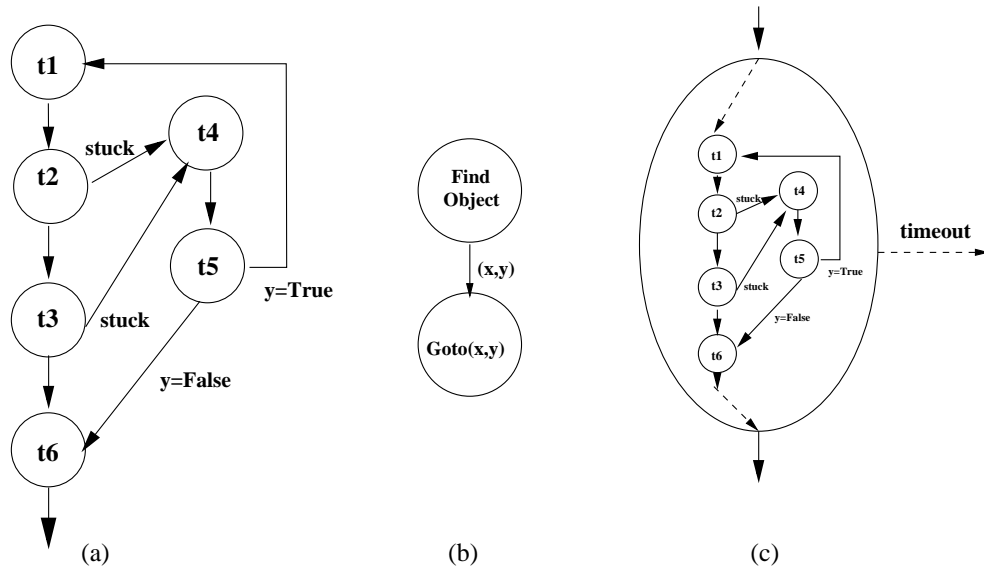 t1
t2
stuck
t4
t5
y=True
t3
stuck
y=False
t6
(a)
Find
Object
(x,y)
Goto(x,y)
(b)
t1
t2
stuck
t4
t5
y=True
t3
stuck
y=False
t6
timeout
(c)